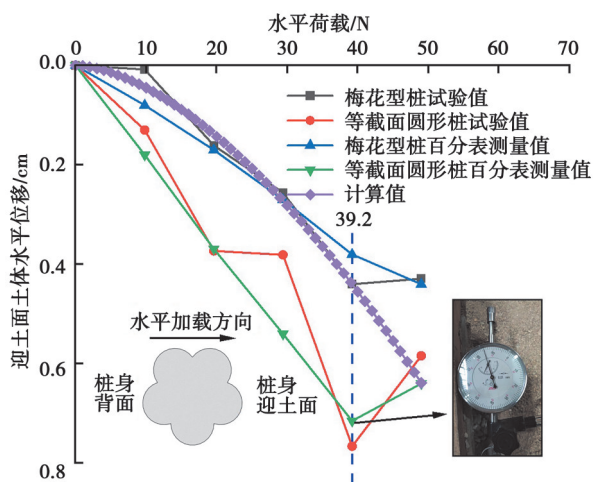 水平荷载/N
0 10 20 30 40 50 60 70
0.0
0.2
0.4
0.6
0.8
迎土面土体水平位移/cm
梅花型桩试验值
等截面圆形桩试验值
梅花型桩百分表测量值
等截面圆形桩百分表测量值
计算值
39.2
水平加载方向
桩身
背面
桩身
迎土面